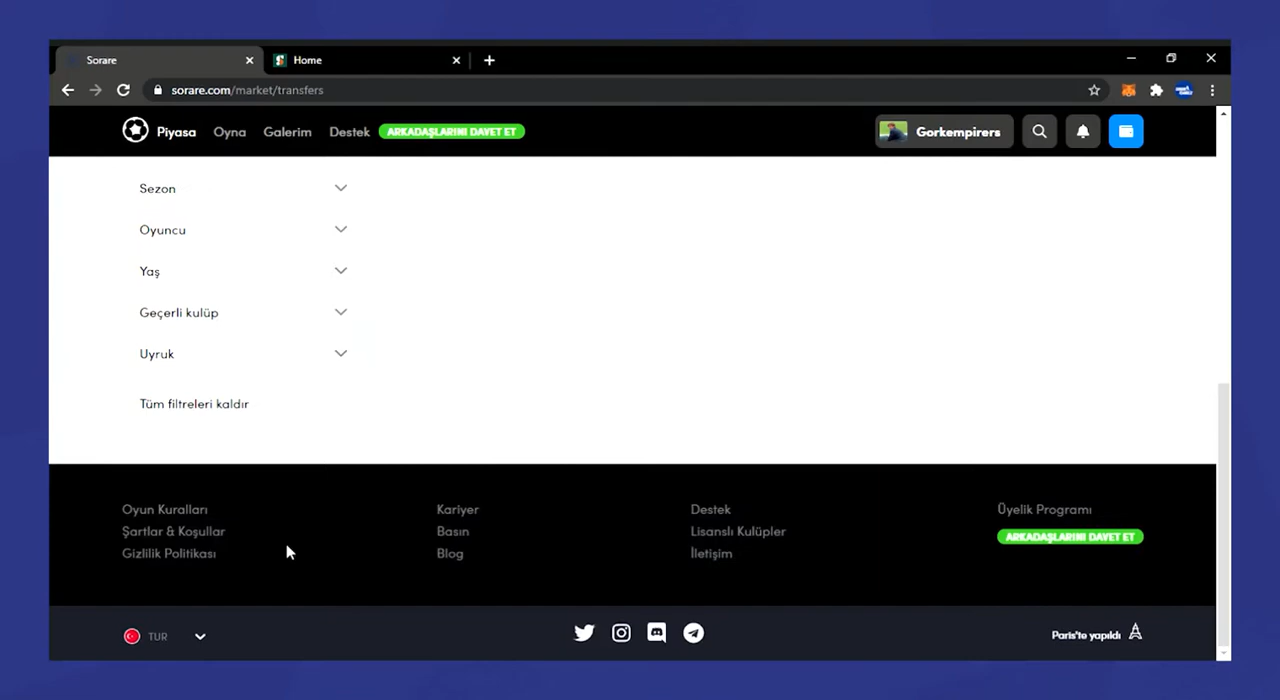 Sorare
Home
sorare.com/market/transfers
Piyasa
Oyna
Galerim
Destek
ARKADAŞLARINI DAVET ET
Gorkempirers
Sezon
Oyuncu
Yaş
Geçerli kulüp
Uyruk
Tüm filtreleri kaldır
Oyun Kuralları
Şartlar & Koşullar
Gizlilik Politikası
Kariyer
Basın
Blog
Destek
Lisanslı Kulüpler
İletişim
Üyelik Programı
ARKADAŞLARINI DAVET ET
TUR
Paris'te yapıldı